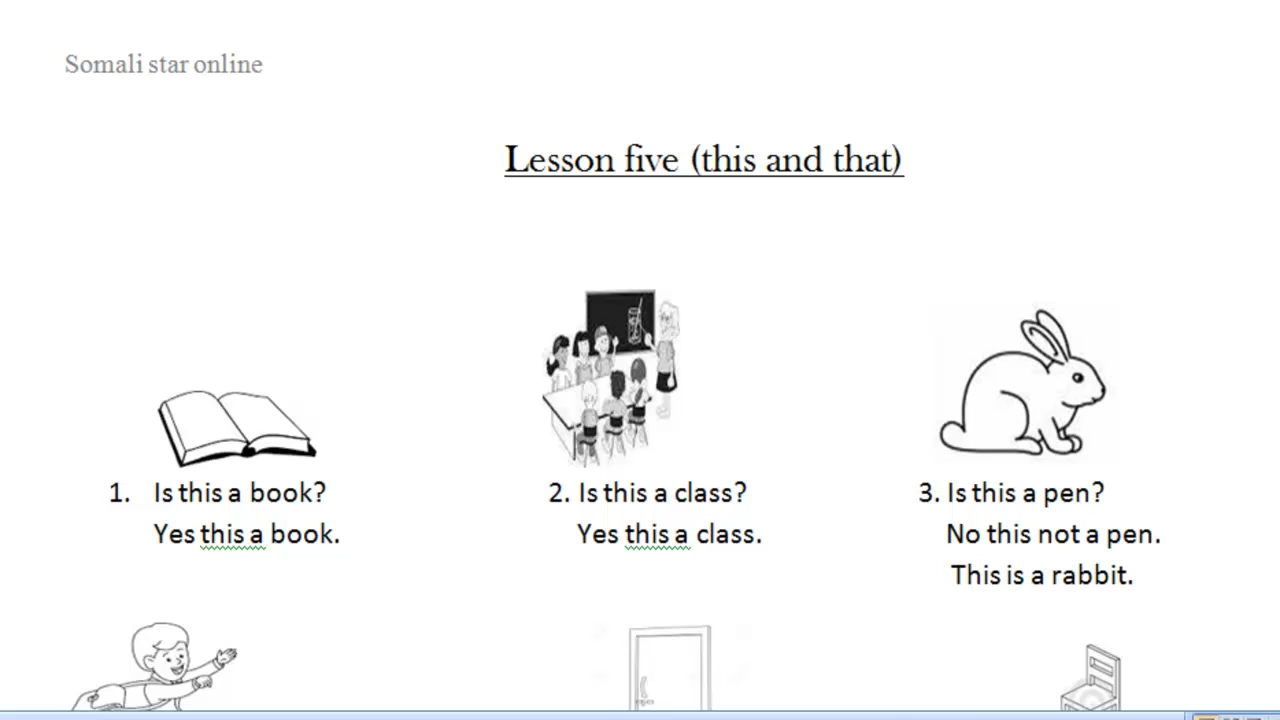 Somali star online
Lesson five (this and that)
1. Is this a book?
Yes this a book.
2. Is this a class?
Yes this a class.
3. Is this a pen?
No this not a pen.
This is a rabbit.